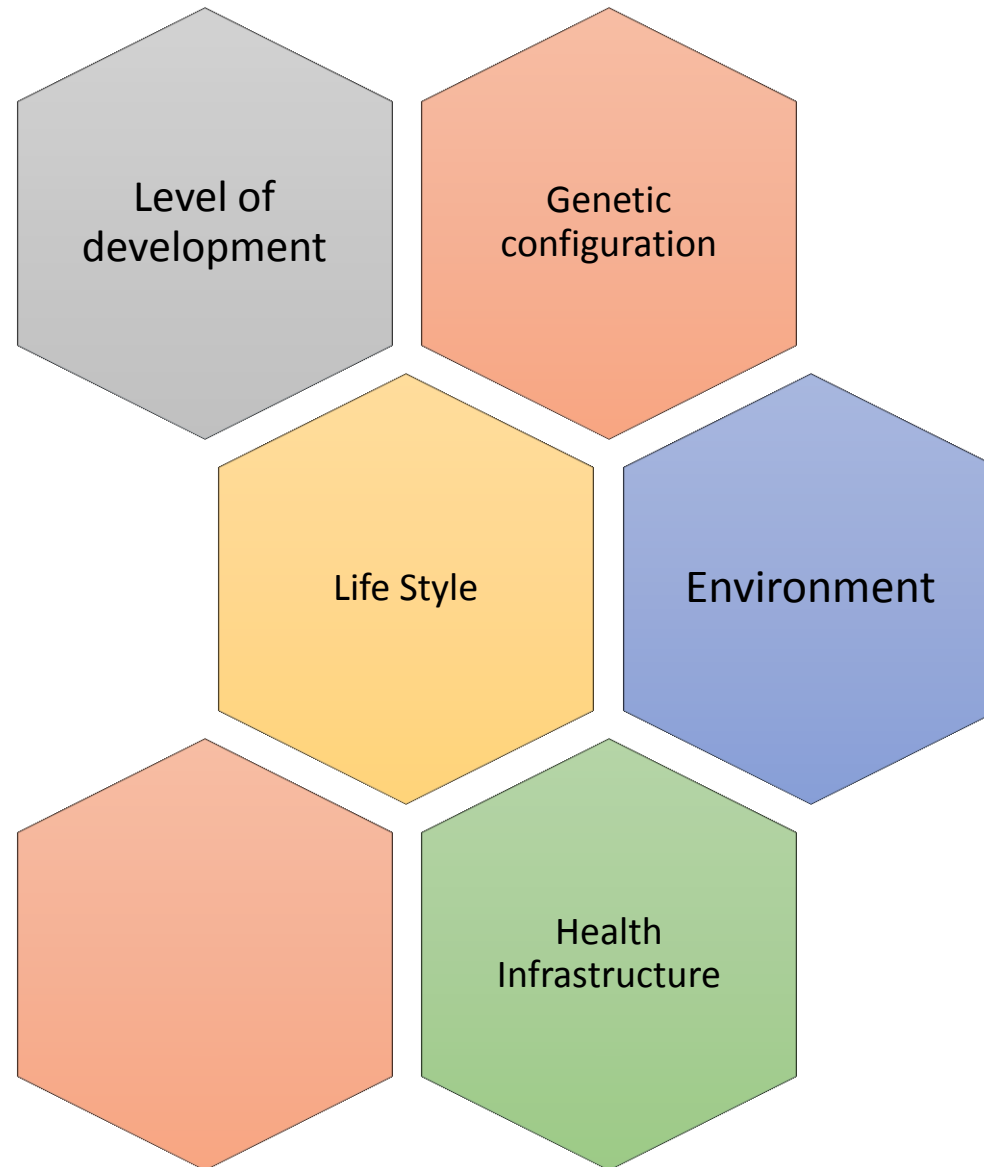 Level of
development
Genetic
configuration
Life Style
Environment
Health
Infrastructure